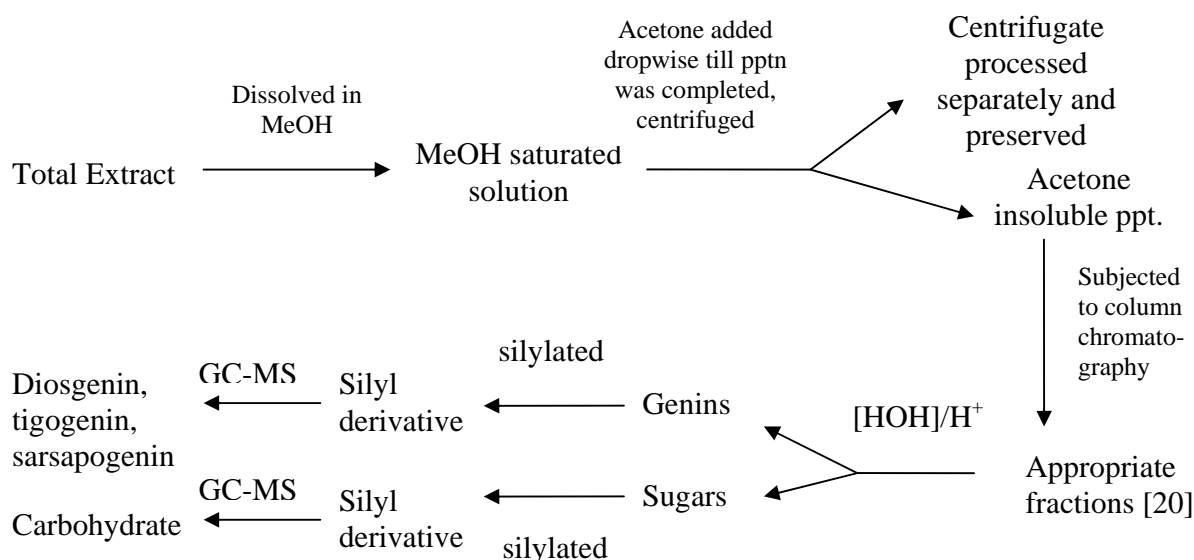 Total Extract
Dissolved in
MeOH
MeOH saturated
solution
Acetone added
dropwise till pptn
was completed,
centrifuged
Centrifugate
processed
separately and
preserved
Acetone
insoluble ppt.
Subjected
to column
chromato-
graphy
Appropriate
fractions [20]
[HOH]/H⁺
Genins
silylated
Silyl
derivative
GC-MS
Diosgenin,
tigogenin,
sarsapogenin
Sugars
silylated
Silyl
derivative
GC-MS
Carbohydrate